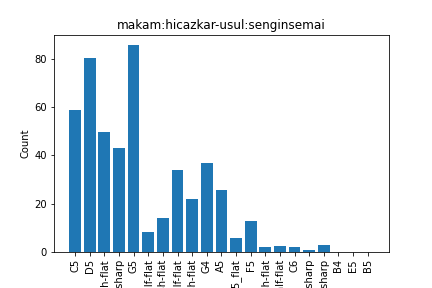 makam:hicazkar-usul:senginsemai
80
60
40
20
0
Count
C5
D5
h-flat
sharp
G5
lf-flat
h-flat
lf-flat
h-flat
G4
A5
5_flat
F5
h-flat
lf-flat
C6
sharp
sharp
B4
E5
B5